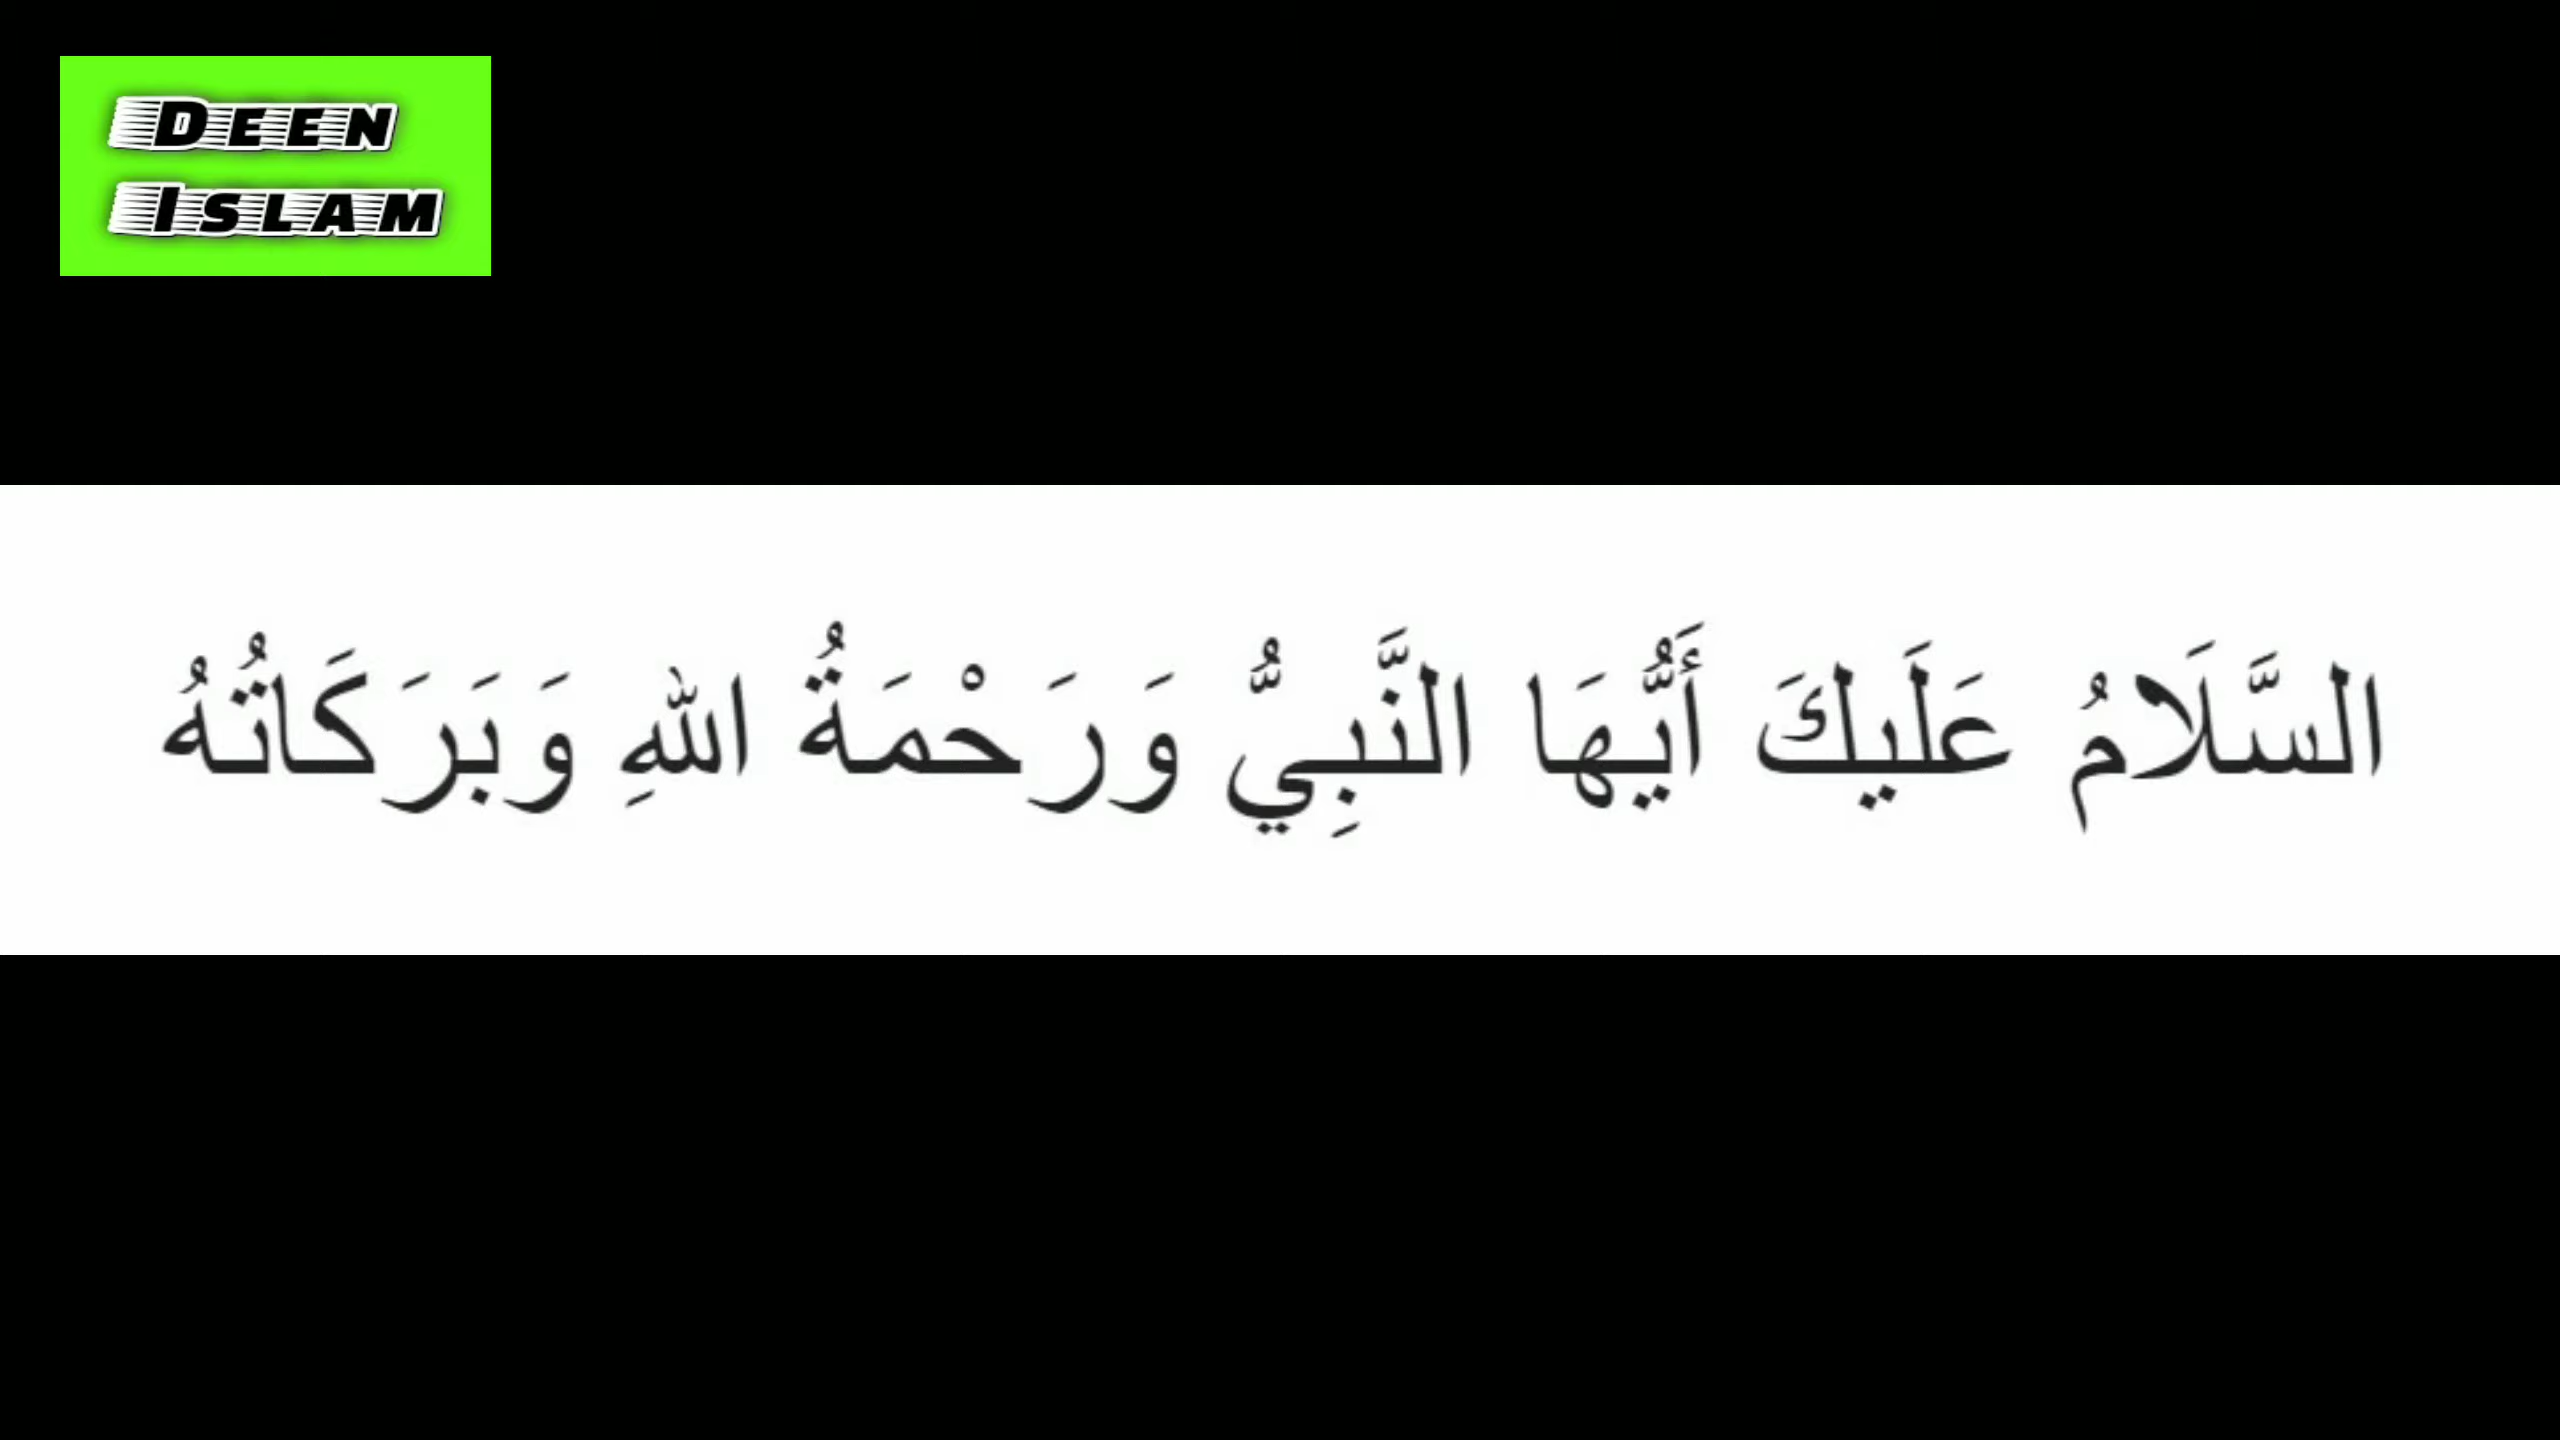 Deen
Islam
السَّلَامُ عَلَيكَ أَيُّهَا النَّبِيُّ وَرَحْمَةُ اللهِ وَبَرَكَاتُهُ